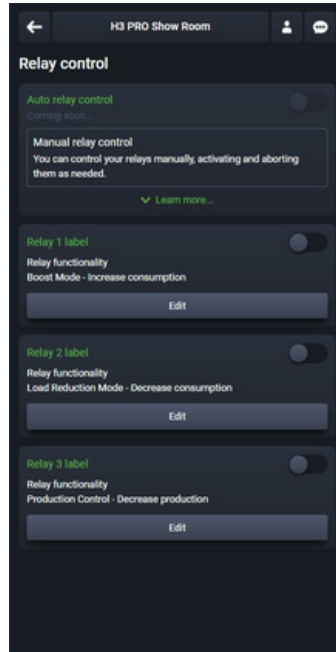 H3 PRO Show Room
Relay control
Auto relay control
Coming soon...
Manual relay control
You can control your relays manually, activating and aborting
them as needed.
Learn more...
Relay 1 label
Relay functionality
Boost Mode - Increase consumption
Edit
Relay 2 label
Relay functionality
Load Reduction Mode - Decrease consumption
Edit
Relay 3 label
Relay functionality
Production Control - Decrease production
Edit